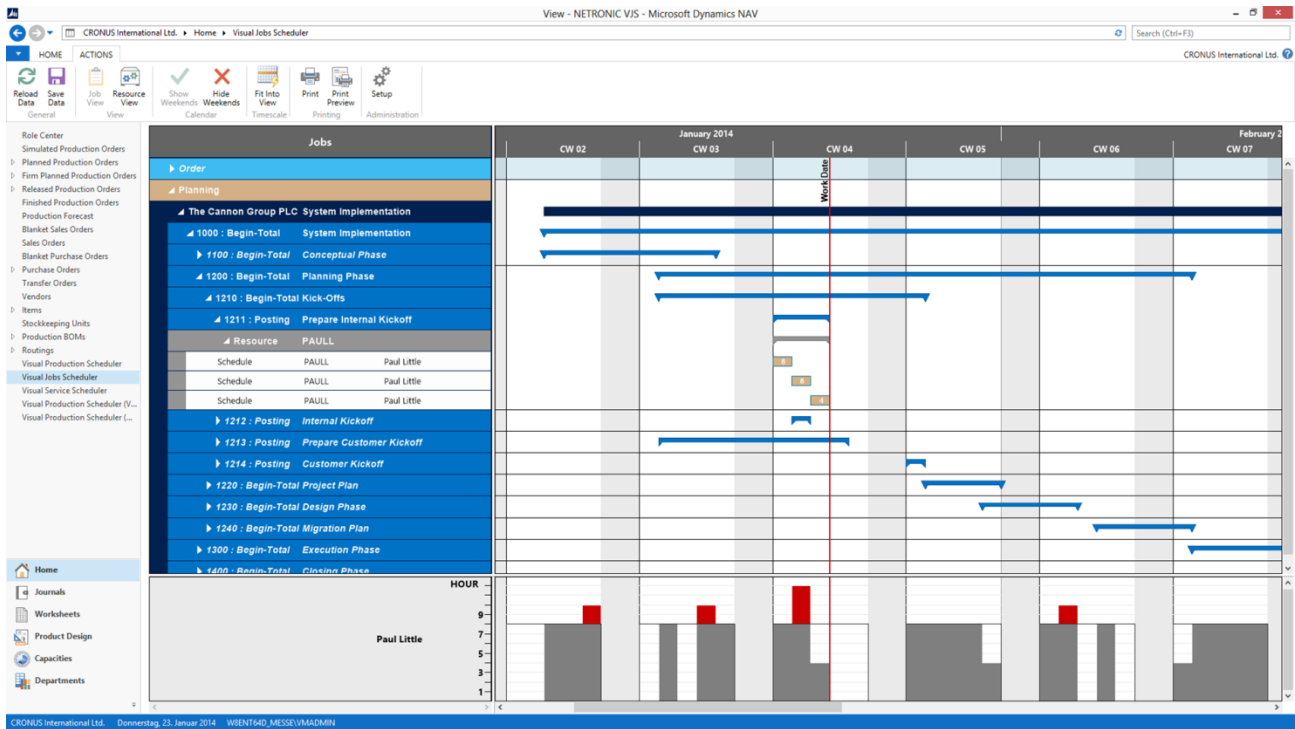 View - NETRONIC VJS - Microsoft Dynamics NAV
CRONUS International Ltd. Home Visual Jobs Scheduler
Search (Ctrl+F3)
HOME ACTIONS
CRONUS International Ltd.
Reload Data
Save Data
Job View
Resource View
Show Weekends
Hide Weekends
Fit Into View
Print
Print Preview
Setup
General View Calendar Timescale Printing Administration
Role Center
Simulated Production Orders
Planned Production Orders
Firm Planned Production Orders
Released Production Orders
Finished Production Orders
Production Forecast
Blanket Sales Orders
Sales Orders
Blanket Purchase Orders
Purchase Orders
Transfer Orders
Vendors
Items
Stockkeeping Units
Production BOMs
Routings
Visual Production Scheduler
Visual Jobs Scheduler
Visual Service Scheduler
Visual Production Scheduler (V...
Visual Production Scheduler (...
Home
Journals
Worksheets
Product Design
Capacities
Departments
Jobs
January 2014 February 2
CW 02 CW 03 CW 04 CW 05 CW 06 CW 07
Work Date
Order
Planning
The Cannon Group PLC System Implementation
1000 : Begin-Total System Implementation
1100 : Begin-Total Conceptual Phase
1200 : Begin-Total Planning Phase
1210 : Begin-Total Kick-Offs
1211 : Posting Prepare Internal Kickoff
Resource PAULL
Schedule PAULL Paul Little 8
Schedule PAULL Paul Little 8
Schedule PAULL Paul Little 4
1212 : Posting Internal Kickoff
1213 : Posting Prepare Customer Kickoff
1214 : Posting Customer Kickoff
1220 : Begin-Total Project Plan
1230 : Begin-Total Design Phase
1240 : Begin-Total Migration Plan
1300 : Begin-Total Execution Phase
1400 : Begin-Total Closing Phase
HOUR
9
7
Paul Little
5
3
1
CRONUS International Ltd. Donnerstag, 23. Januar 2014 W8ENT64D_MESSE\VMADMIN